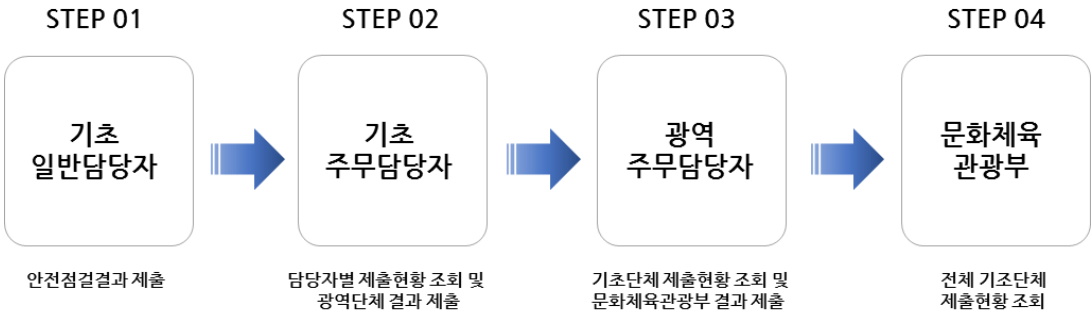 STEP 01
STEP 02
STEP 03
STEP 04
기초
일반담당자
기초
주무담당자
광역
주무담당자
문화체육
관광부
안전점걸결과 제출
담당자별 제출현황 조회 및
광역단체 결과 제출
기초단체 제출현황 조회 및
문화체육관광부 결과 제출
전체 기조단체
제출현황 조회